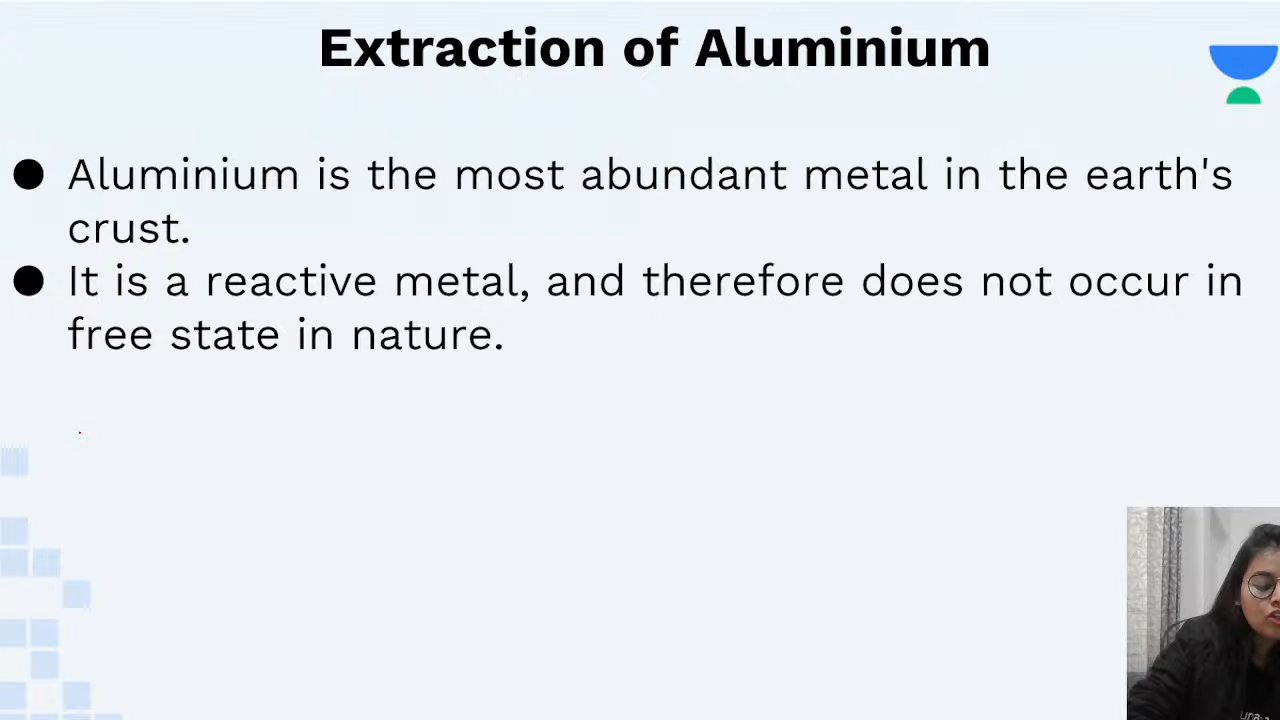 Extraction of Aluminium
● Aluminium is the most abundant metal in the earth's
crust.
● It is a reactive metal, and therefore does not occur in
free state in nature.